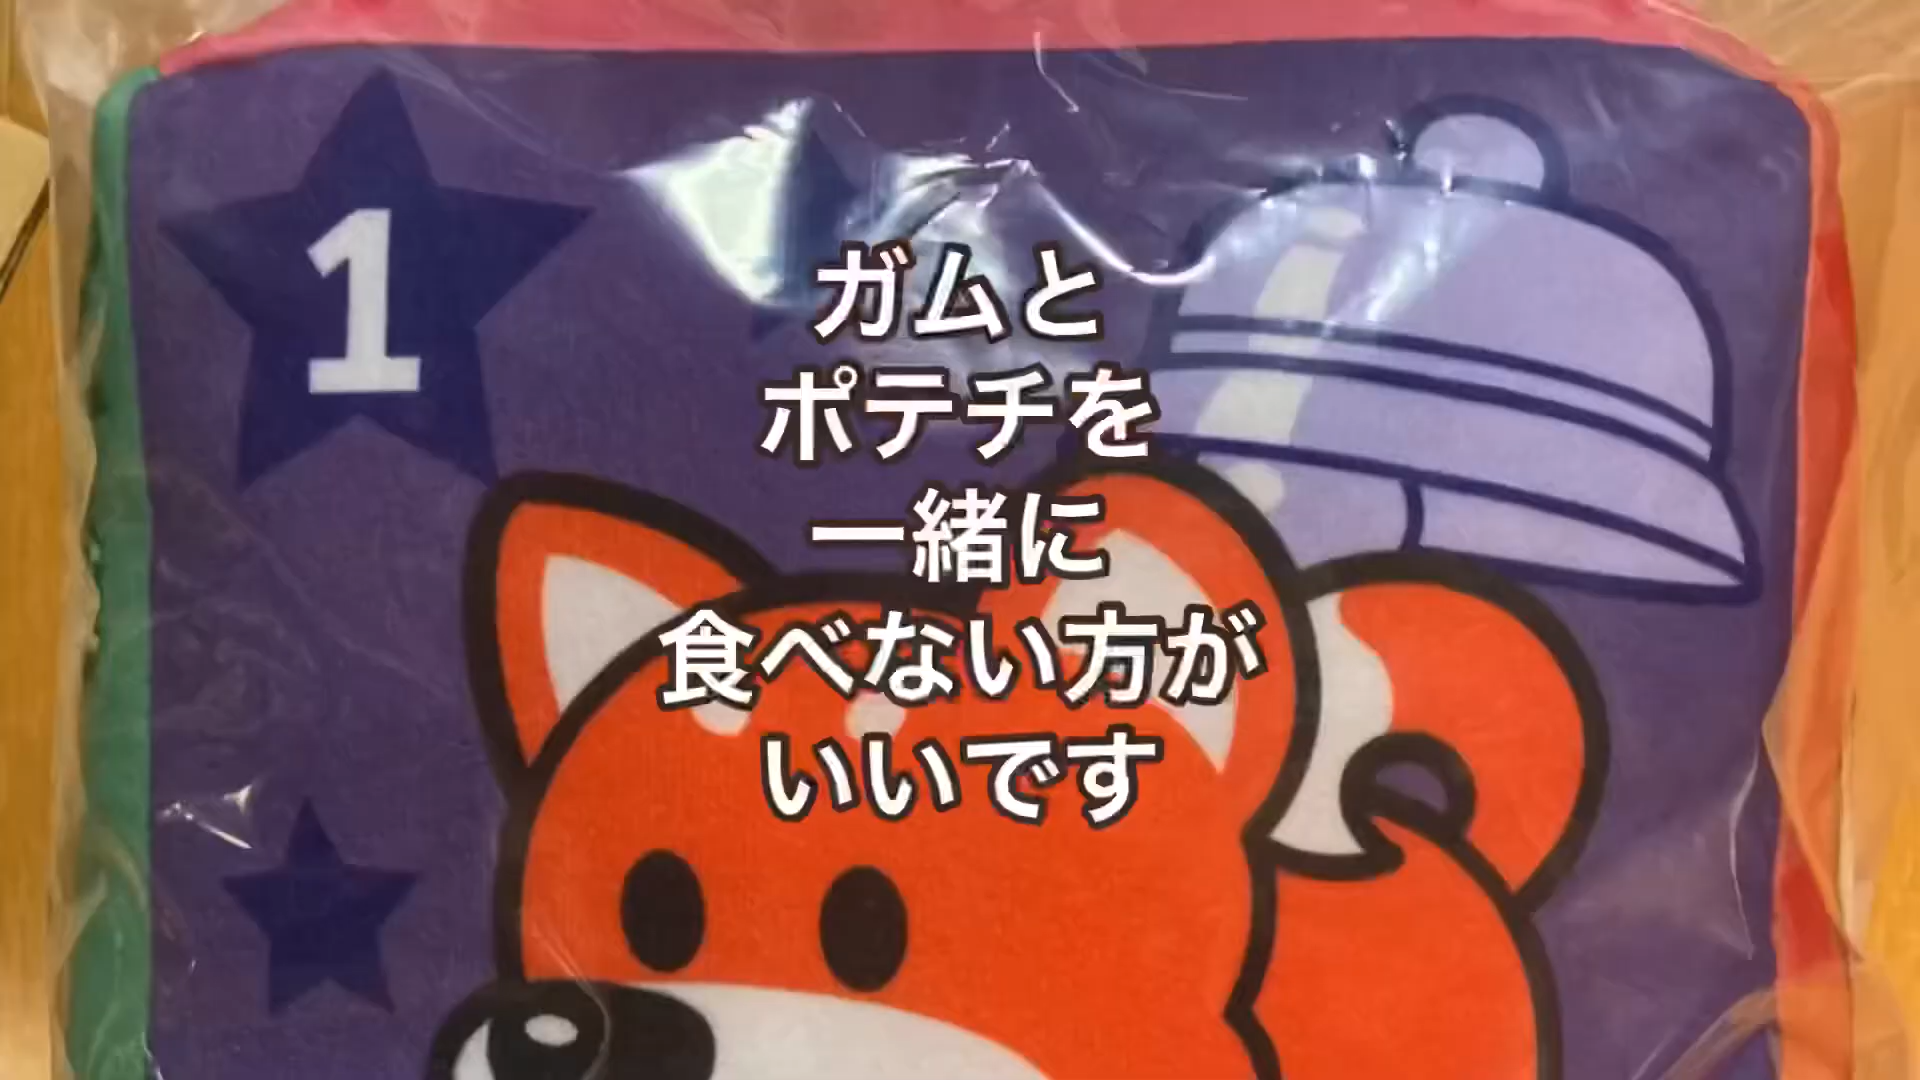 1
ガムと
ポテチを
一緒に
食べない方が
いいです